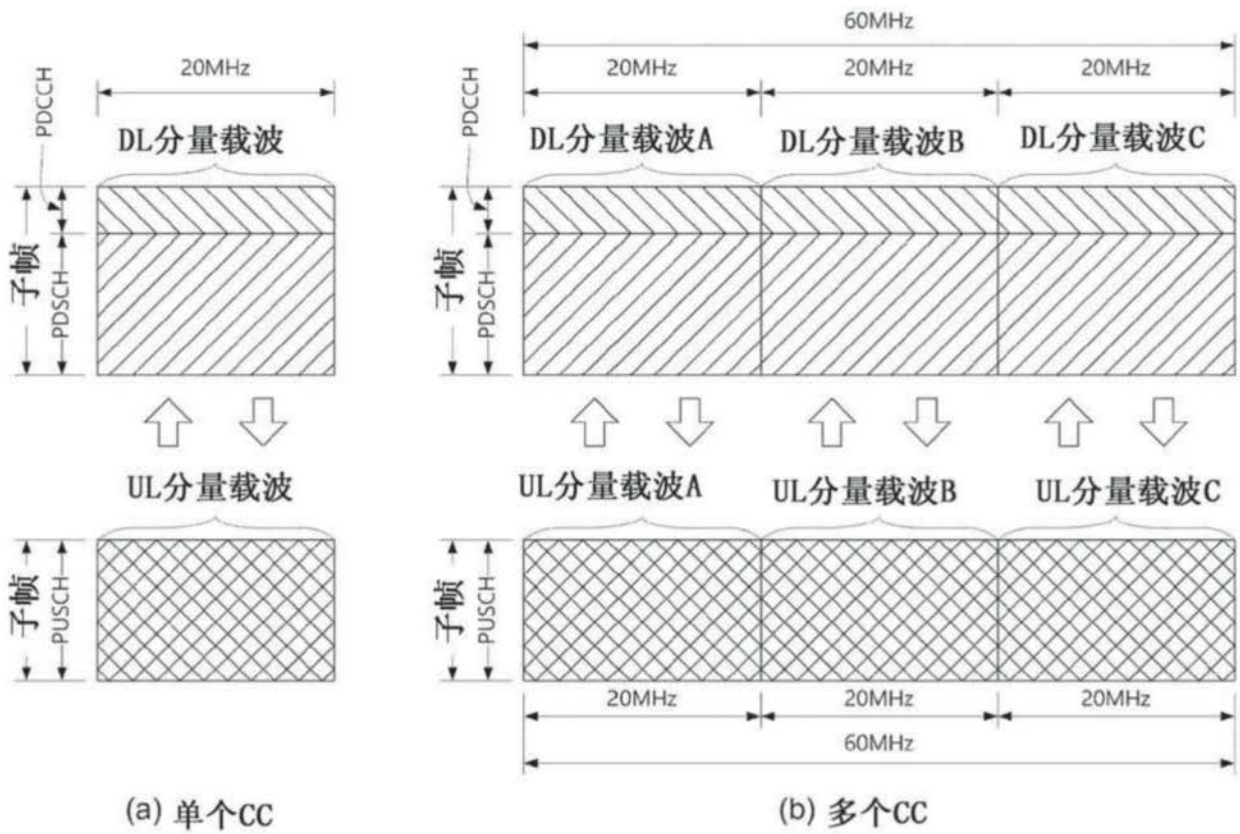 60MHz
20MHz
20MHz 20MHz 20MHz
PDCCH
PDCCH
DL分量载波
DL分量载波A DL分量载波B DL分量载波C
子帧
PDSCH
子帧
PDSCH
UL分量载波
UL分量载波A UL分量载波B UL分量载波C
子帧
PUSCH
子帧
PUSCH
20MHz 20MHz 20MHz
60MHz
(a) 单个CC
(b) 多个CC